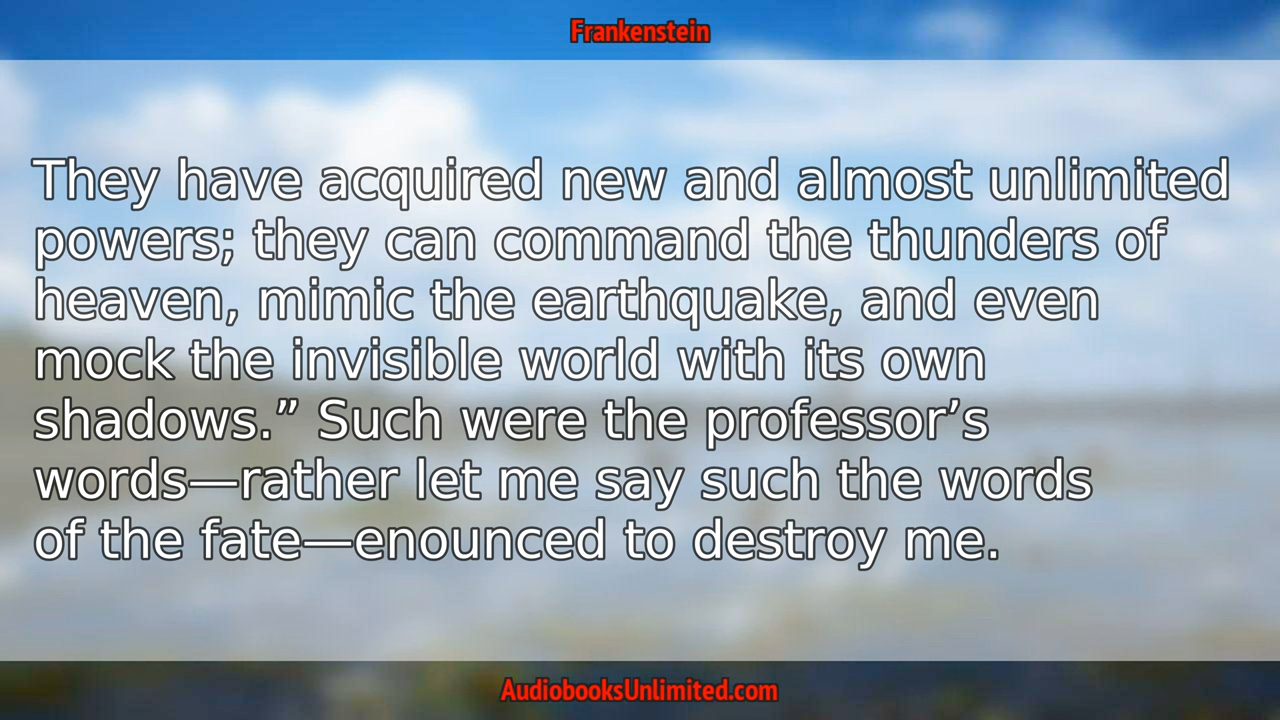 Frankenstein
They have acquired new and almost unlimited
powers; they can command the thunders of
heaven, mimic the earthquake, and even
mock the invisible world with its own
shadows.” Such were the professor’s
words—rather let me say such the words
of the fate—enounced to destroy me.
AudiobooksUnlimited.com